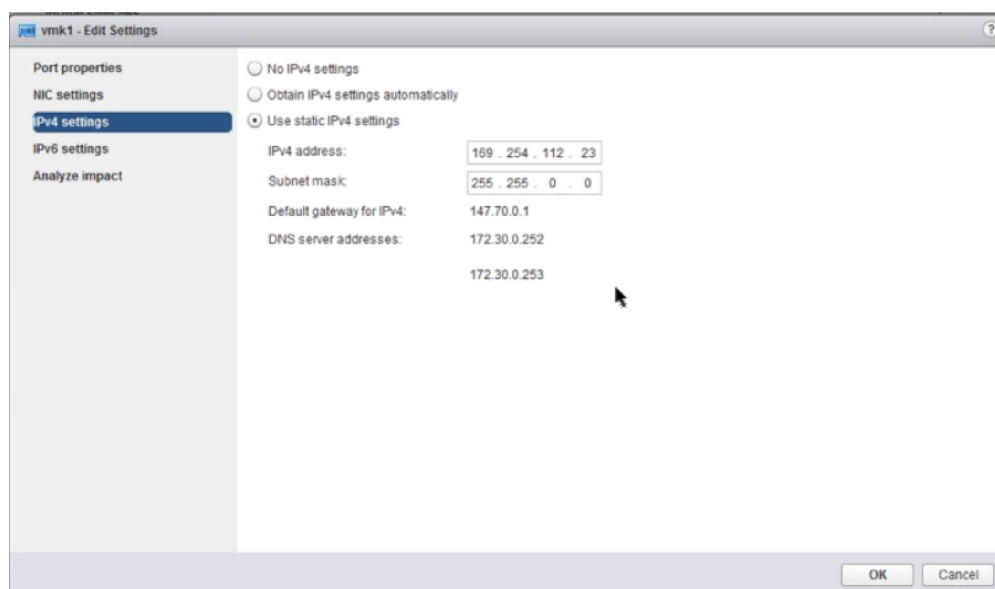 vmk1 - Edit Settings
?
Port properties
NIC settings
IPv4 settings
IPv6 settings
Analyze impact
No IPv4 settings
Obtain IPv4 settings automatically
Use static IPv4 settings
IPv4 address: 169 . 254 . 112 . 23
Subnet mask: 255 . 255 . 0 . 0
Default gateway for IPv4: 147.70.0.1
DNS server addresses: 172.30.0.252
172.30.0.253
OK Cancel